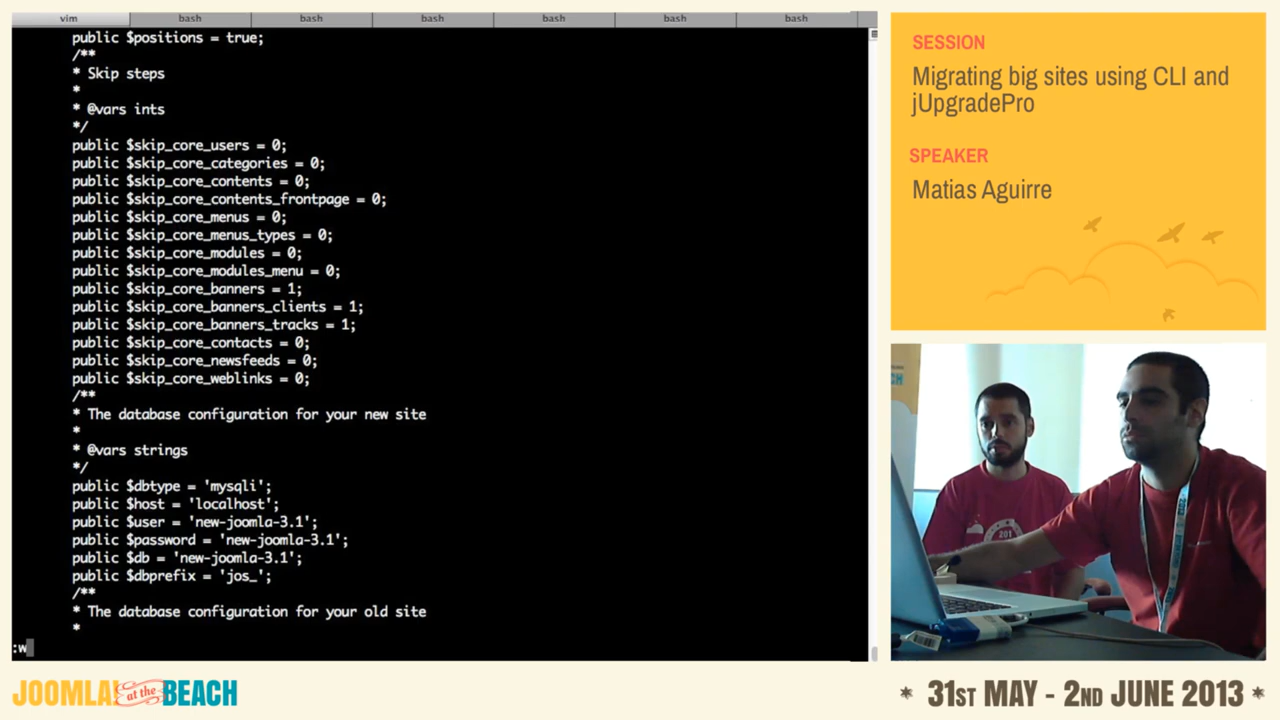 vim bash bash bash bash bash bash
public $positions = true;
/**
* Skip steps
*
* @vars ints
*/
public $skip_core_users = 0;
public $skip_core_categories = 0;
public $skip_core_contents = 0;
public $skip_core_contents_frontpage = 0;
public $skip_core_menus = 0;
public $skip_core_menus_types = 0;
public $skip_core_modules = 0;
public $skip_core_modules_menu = 0;
public $skip_core_banners = 1;
public $skip_core_banners_clients = 1;
public $skip_core_banners_tracks = 1;
public $skip_core_contacts = 0;
public $skip_core_newsfeeds = 0;
public $skip_core_weblinks = 0;
/**
* The database configuration for your new site
*
* @vars strings
*/
public $dbtype = 'mysqli';
public $host = 'localhost';
public $user = 'new-joomla-3.1';
public $password = 'new-joomla-3.1';
public $db = 'new-joomla-3.1';
public $dbprefix = 'jos_';
/**
* The database configuration for your old site
*
:w
SESSION
Migrating big sites using CLI and
jUpgradePro
SPEAKER
Matias Aguirre
JOOMLA! at the BEACH
* 31ST MAY - 2ND JUNE 2013 *